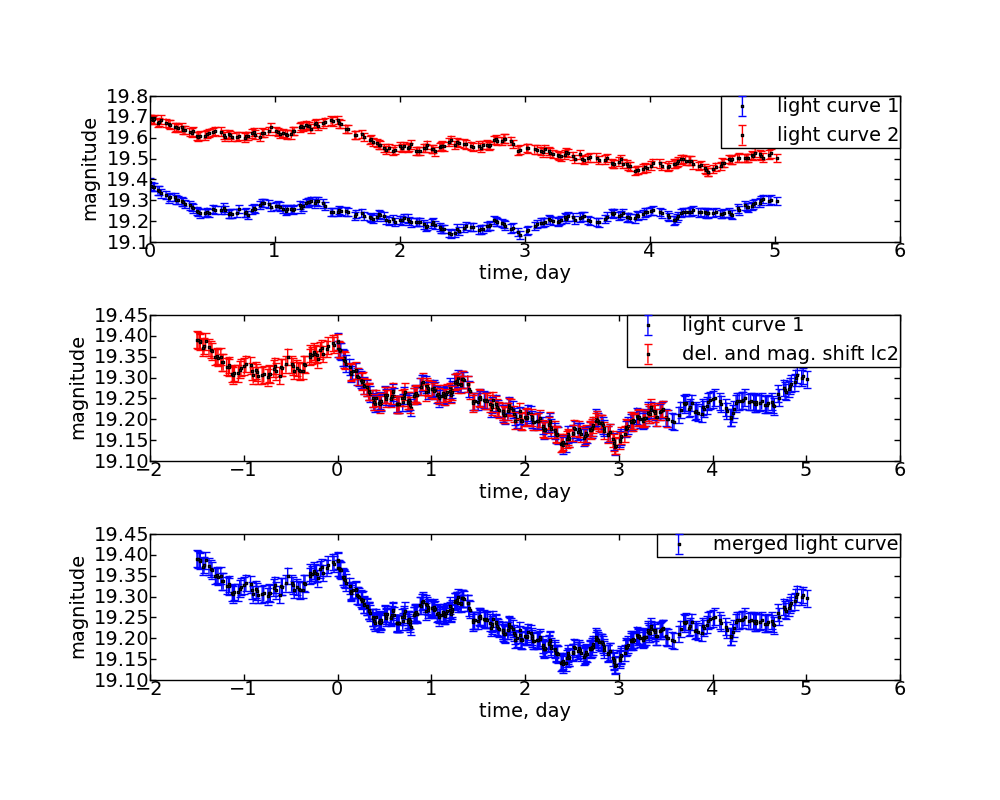 19.8
19.7
19.6
19.5
19.4
19.3
19.2
19.1
magnitude
light curve 1
light curve 2
0 1 2 3 4 5 6
time, day
19.45
19.40
19.35
19.30
19.25
19.20
19.15
19.10
magnitude
light curve 1
del. and mag. shift lc2
−2 −1 0 1 2 3 4 5 6
time, day
19.45
19.40
19.35
19.30
19.25
19.20
19.15
19.10
magnitude
merged light curve
−2 −1 0 1 2 3 4 5 6
time, day